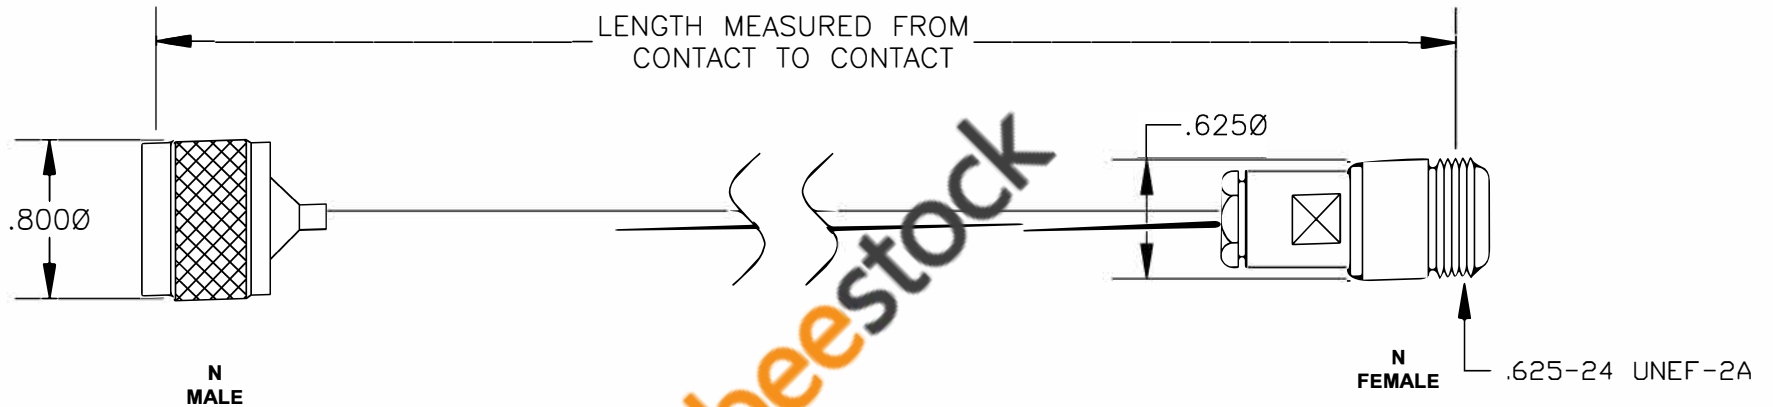 LENGTH MEASURED FROM
CONTACT TO CONTACT
.625Ø
.800Ø
beestock
N
MALE
N
FEMALE
.625-24 UNEF-2A